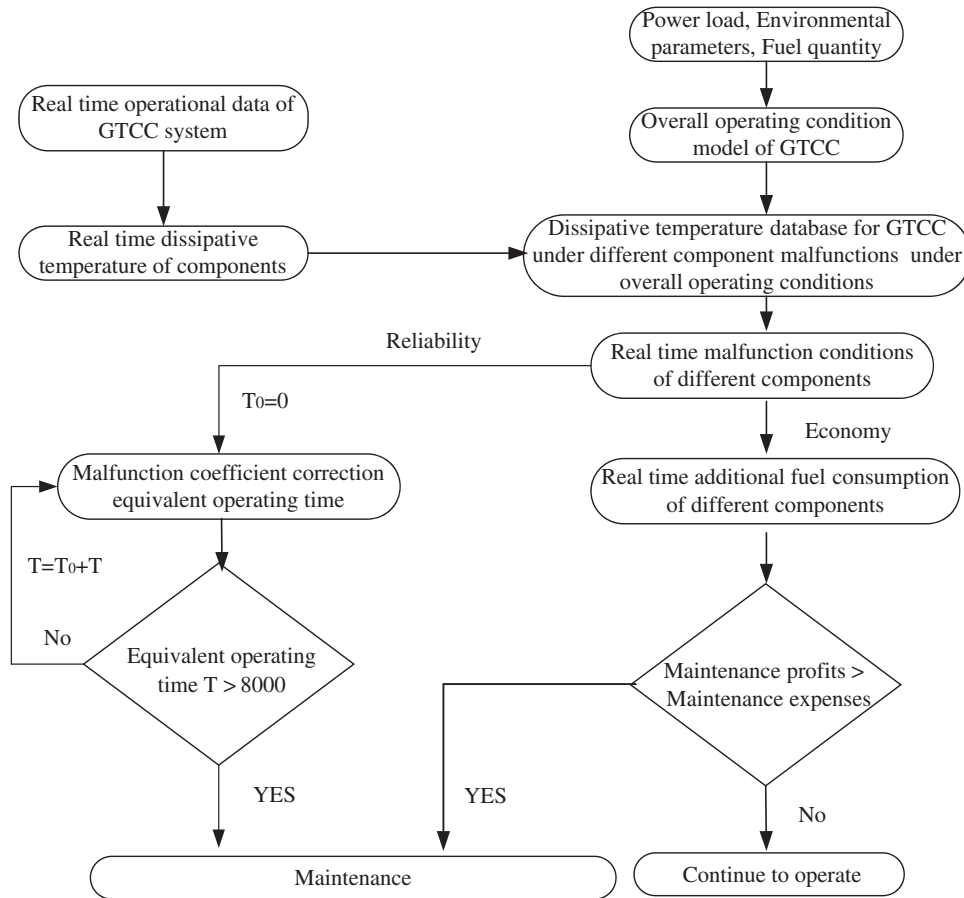 Power load, Environmental
parameters, Fuel quantity
Real time operational data of
GTCC system
Overall operating condition
model of GTCC
Real time dissipative
temperature of components
Dissipative temperature database for GTCC
under different component malfunctions under
overall operating conditions
Reliability
Real time malfunction conditions
of different components
T₀=0
Economy
Malfunction coefficient correction
equivalent operating time
Real time additional fuel consumption
of different components
T=T₀+T
No
Equivalent operating
time T > 8000
Maintenance profits >
Maintenance expenses
YES
YES
No
Maintenance
Continue to operate